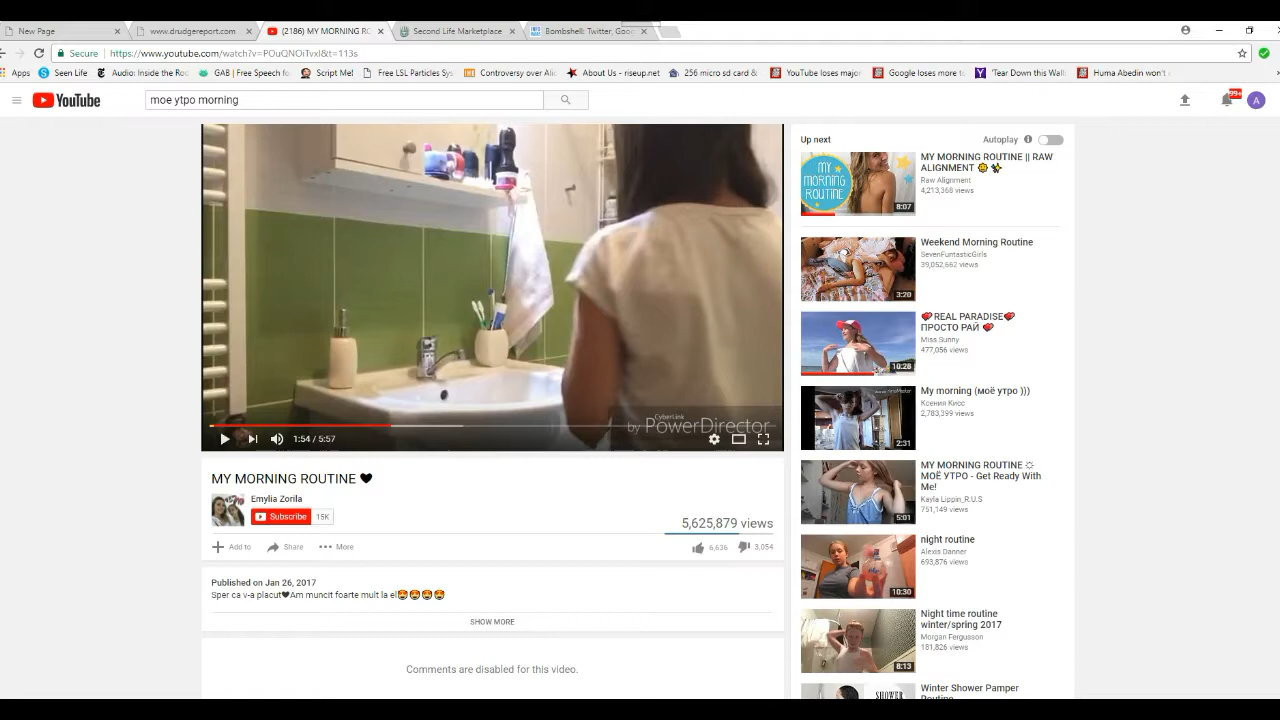 New Page
www.drudgereport.com
(2186) MY MORNING RO
Second Life Marketplace
Bombshell: Twitter, Goo
Secure
https://www.youtube.com/watch?v=POuQNOiTvxI&t=113s
Apps
Seen Life
Audio: Inside the Ro
GAB | Free Speech fo
Script Me!
Free LSL Particles Sys
Controversy over Ali
About Us - riseup.net
256 micro sd card &
YouTube loses major
Google loses more t
'Tear Down this Wall
Huma Abedin won't
YouTube
мое утро morning
99+
A
Up next
Autoplay
MY MORNING ROUTINE || RAW
ALIGNMENT
Raw Alignment
4,213,368 views
MY
MORNING
ROUTINE
8:07
Weekend Morning Routine
SevenFuntasticGirls
39,052,662 views
3:20
REAL PARADISE
ПРОСТО РАЙ
Miss Sunny
477,056 views
10:28
My morning (моё утро )))
Ксения Кисс
2,783,399 views
2:31
MY MORNING ROUTINE
МОЁ УТРО - Get Ready With
Me!
Kayla Lippin_R.U.S
751,149 views
5:01
night routine
Alexis Danner
693,876 views
10:30
Night time routine
winter/spring 2017
Morgan Fergusson
181,826 views
8:13
Winter Shower Pamper
SHOWER
CyberLink
by PowerDirector
1:54 / 5:57
MY MORNING ROUTINE ♥
Emylia Zorila
Subscribe 15K
5,625,879 views
Add to
Share
More
6,636
3,054
Published on Jan 26, 2017
Sper ca v-a placut♥Am muncit foarte mult la el
SHOW MORE
Comments are disabled for this video.